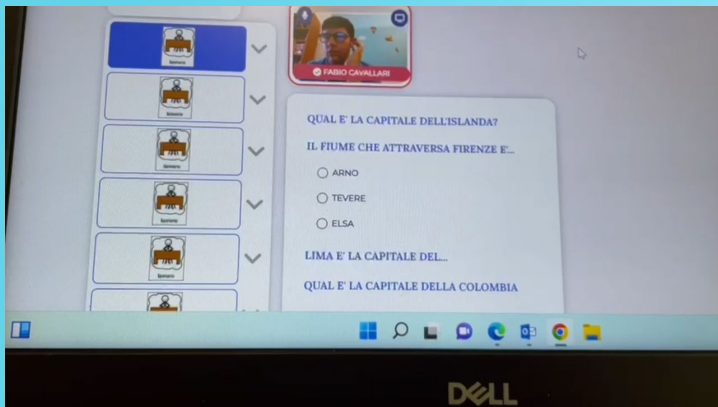 FABIO CAVALLARI
QUAL E' LA CAPITALE DELL'ISLANDA?
IL FIUME CHE ATTRAVERSA FIRENZE E'...
ARNO
TEVERE
ELSA
LIMA E' LA CAPITALE DEL...
QUAL E' LA CAPITALE DELLA COLOMBIA
DELL